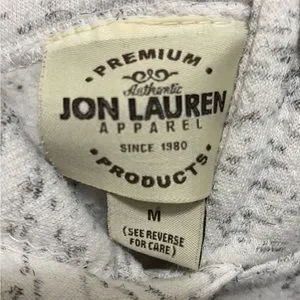 • PREMIUM •
Authentic
JON LAUREN
APPAREL
SINCE 1980
• PRODUCTS •
M
(SEE REVERSE
FOR CARE)